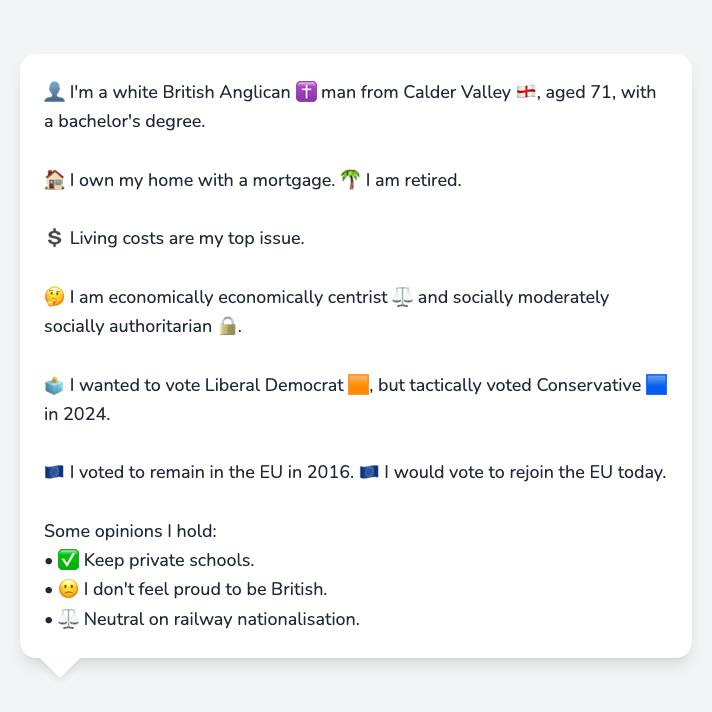 👤 I'm a white British Anglican ✝️ man from Calder Valley 🏴󠁧󠁢󠁥󠁮󠁧󠁿, aged 71, with
a bachelor's degree.
🏠 I own my home with a mortgage. 🌴 I am retired.
💲 Living costs are my top issue.
🤔 I am economically economically centrist ⚖️ and socially moderately
socially authoritarian 🔒.
🗳️ I wanted to vote Liberal Democrat 🟧, but tactically voted Conservative 🟦
in 2024.
🇪🇺 I voted to remain in the EU in 2016. 🇪🇺 I would vote to rejoin the EU today.
Some opinions I hold:
• ✅ Keep private schools.
• 🙁 I don't feel proud to be British.
• ⚖️ Neutral on railway nationalisation.